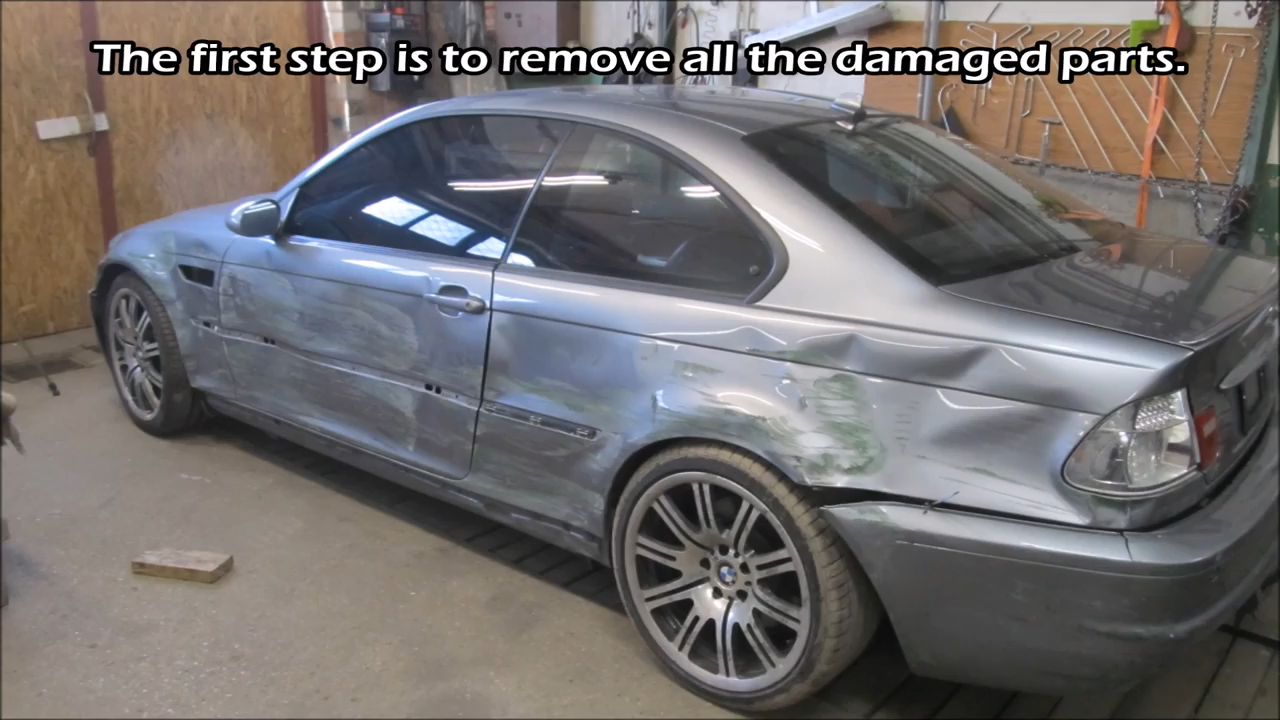 The first step is to remove all the damaged parts.